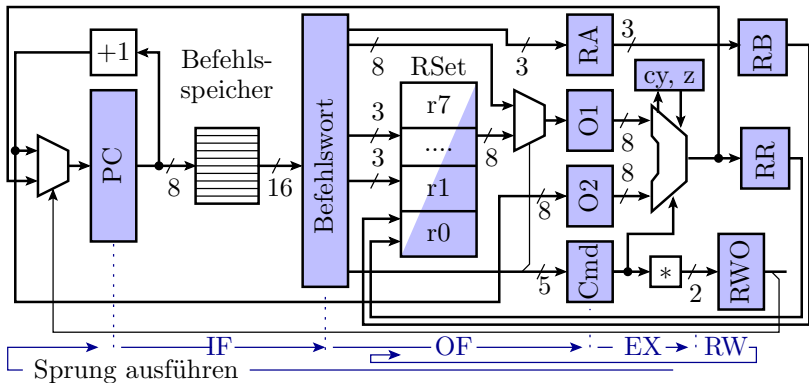 +1
Befehls-
speicher
PC
8
16
Befehlswort
8
3
3
RSet
r7
....
r1
r0
8
3
8
5
RA
3
RB
cy, z
O1
8
O2
8
RR
Cmd
*
2
RWO
IF
OF
EX
RW
Sprung ausführen